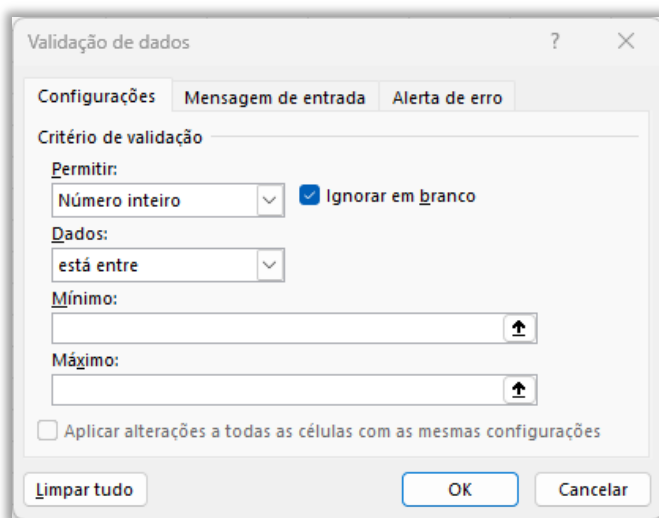 Validação de dados ?
Configurações Mensagem de entrada Alerta de erro
Critério de validação
Permitir:
Número inteiro Ignorar em branco
Dados:
está entre
Mínimo:
Máximo:
Aplicar alterações a todas as células com as mesmas configurações
Limpar tudo OK Cancelar